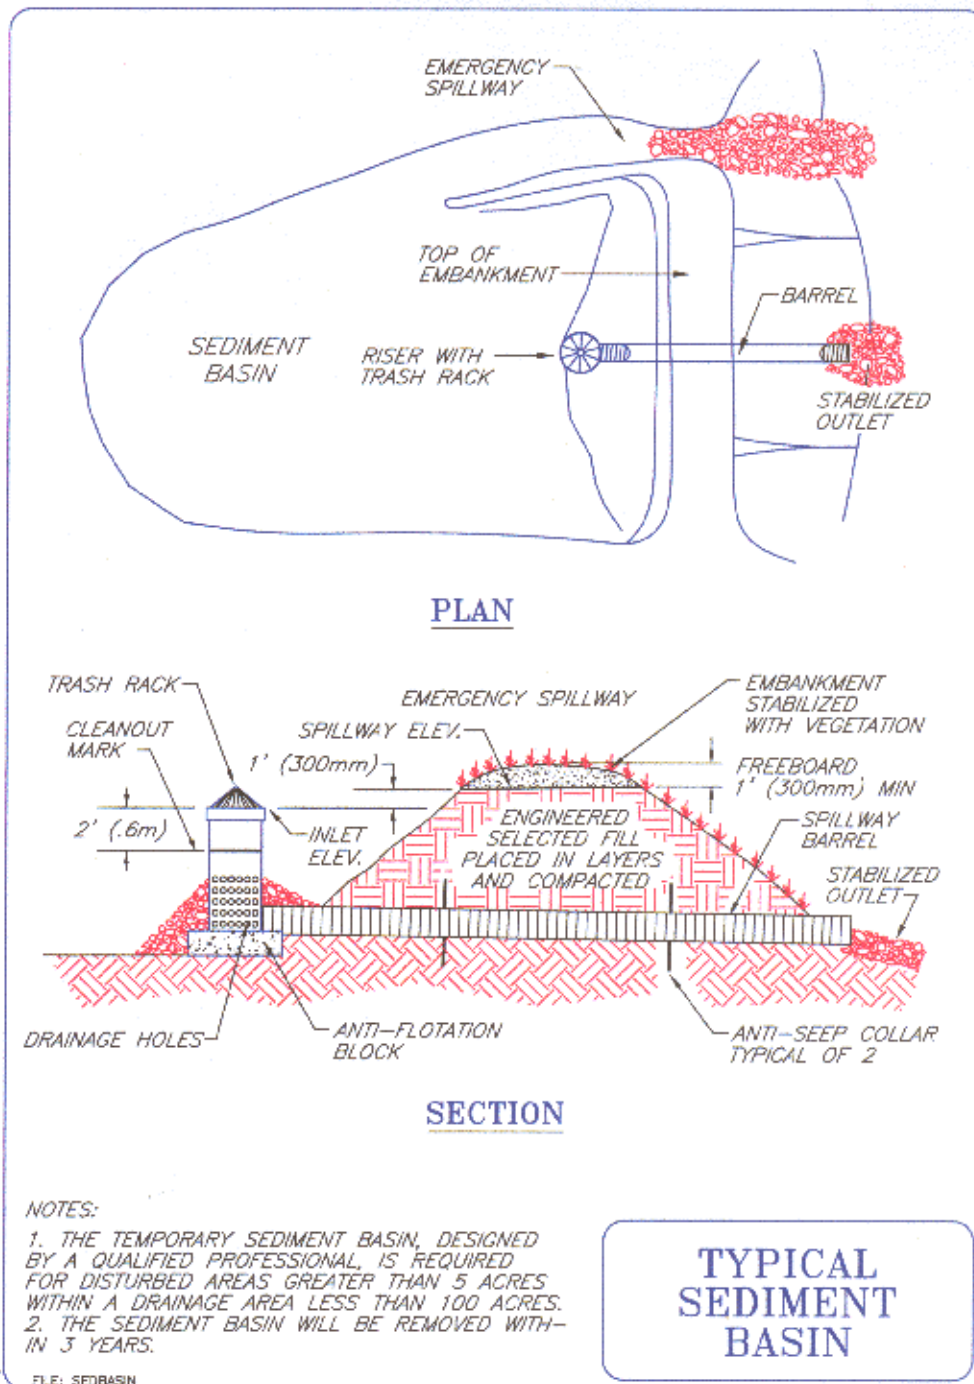 EMERGENCY
SPILLWAY
TOP OF
EMBANKMENT
BARREL
SEDIMENT
BASIN
RISER WITH
TRASH RACK
STABILIZED
OUTLET
PLAN
TRASH RACK
CLEANOUT
MARK
1' (300mm)
2' (.6m)
INLET
ELEV.
EMERGENCY SPILLWAY
SPILLWAY ELEV.
EMBANKMENT
STABILIZED
WITH VEGETATION
FREEBOARD
1' (300mm) MIN
ENGINEERED
SELECTED FILL
PLACED IN LAYERS
AND COMPACTED
SPILLWAY
BARREL
STABILIZED
OUTLET
DRAINAGE HOLES
ANTI-FLOTATION
BLOCK
ANTI-SEEP COLLAR
TYPICAL OF 2
SECTION
NOTES:
1. THE TEMPORARY SEDIMENT BASIN, DESIGNED
BY A QUALIFIED PROFESSIONAL, IS REQUIRED
FOR DISTURBED AREAS GREATER THAN 5 ACRES
WITHIN A DRAINAGE AREA LESS THAN 100 ACRES.
2. THE SEDIMENT BASIN WILL BE REMOVED WITH-
IN 3 YEARS.
TYPICAL
SEDIMENT
BASIN
FILE: SEDBASIN